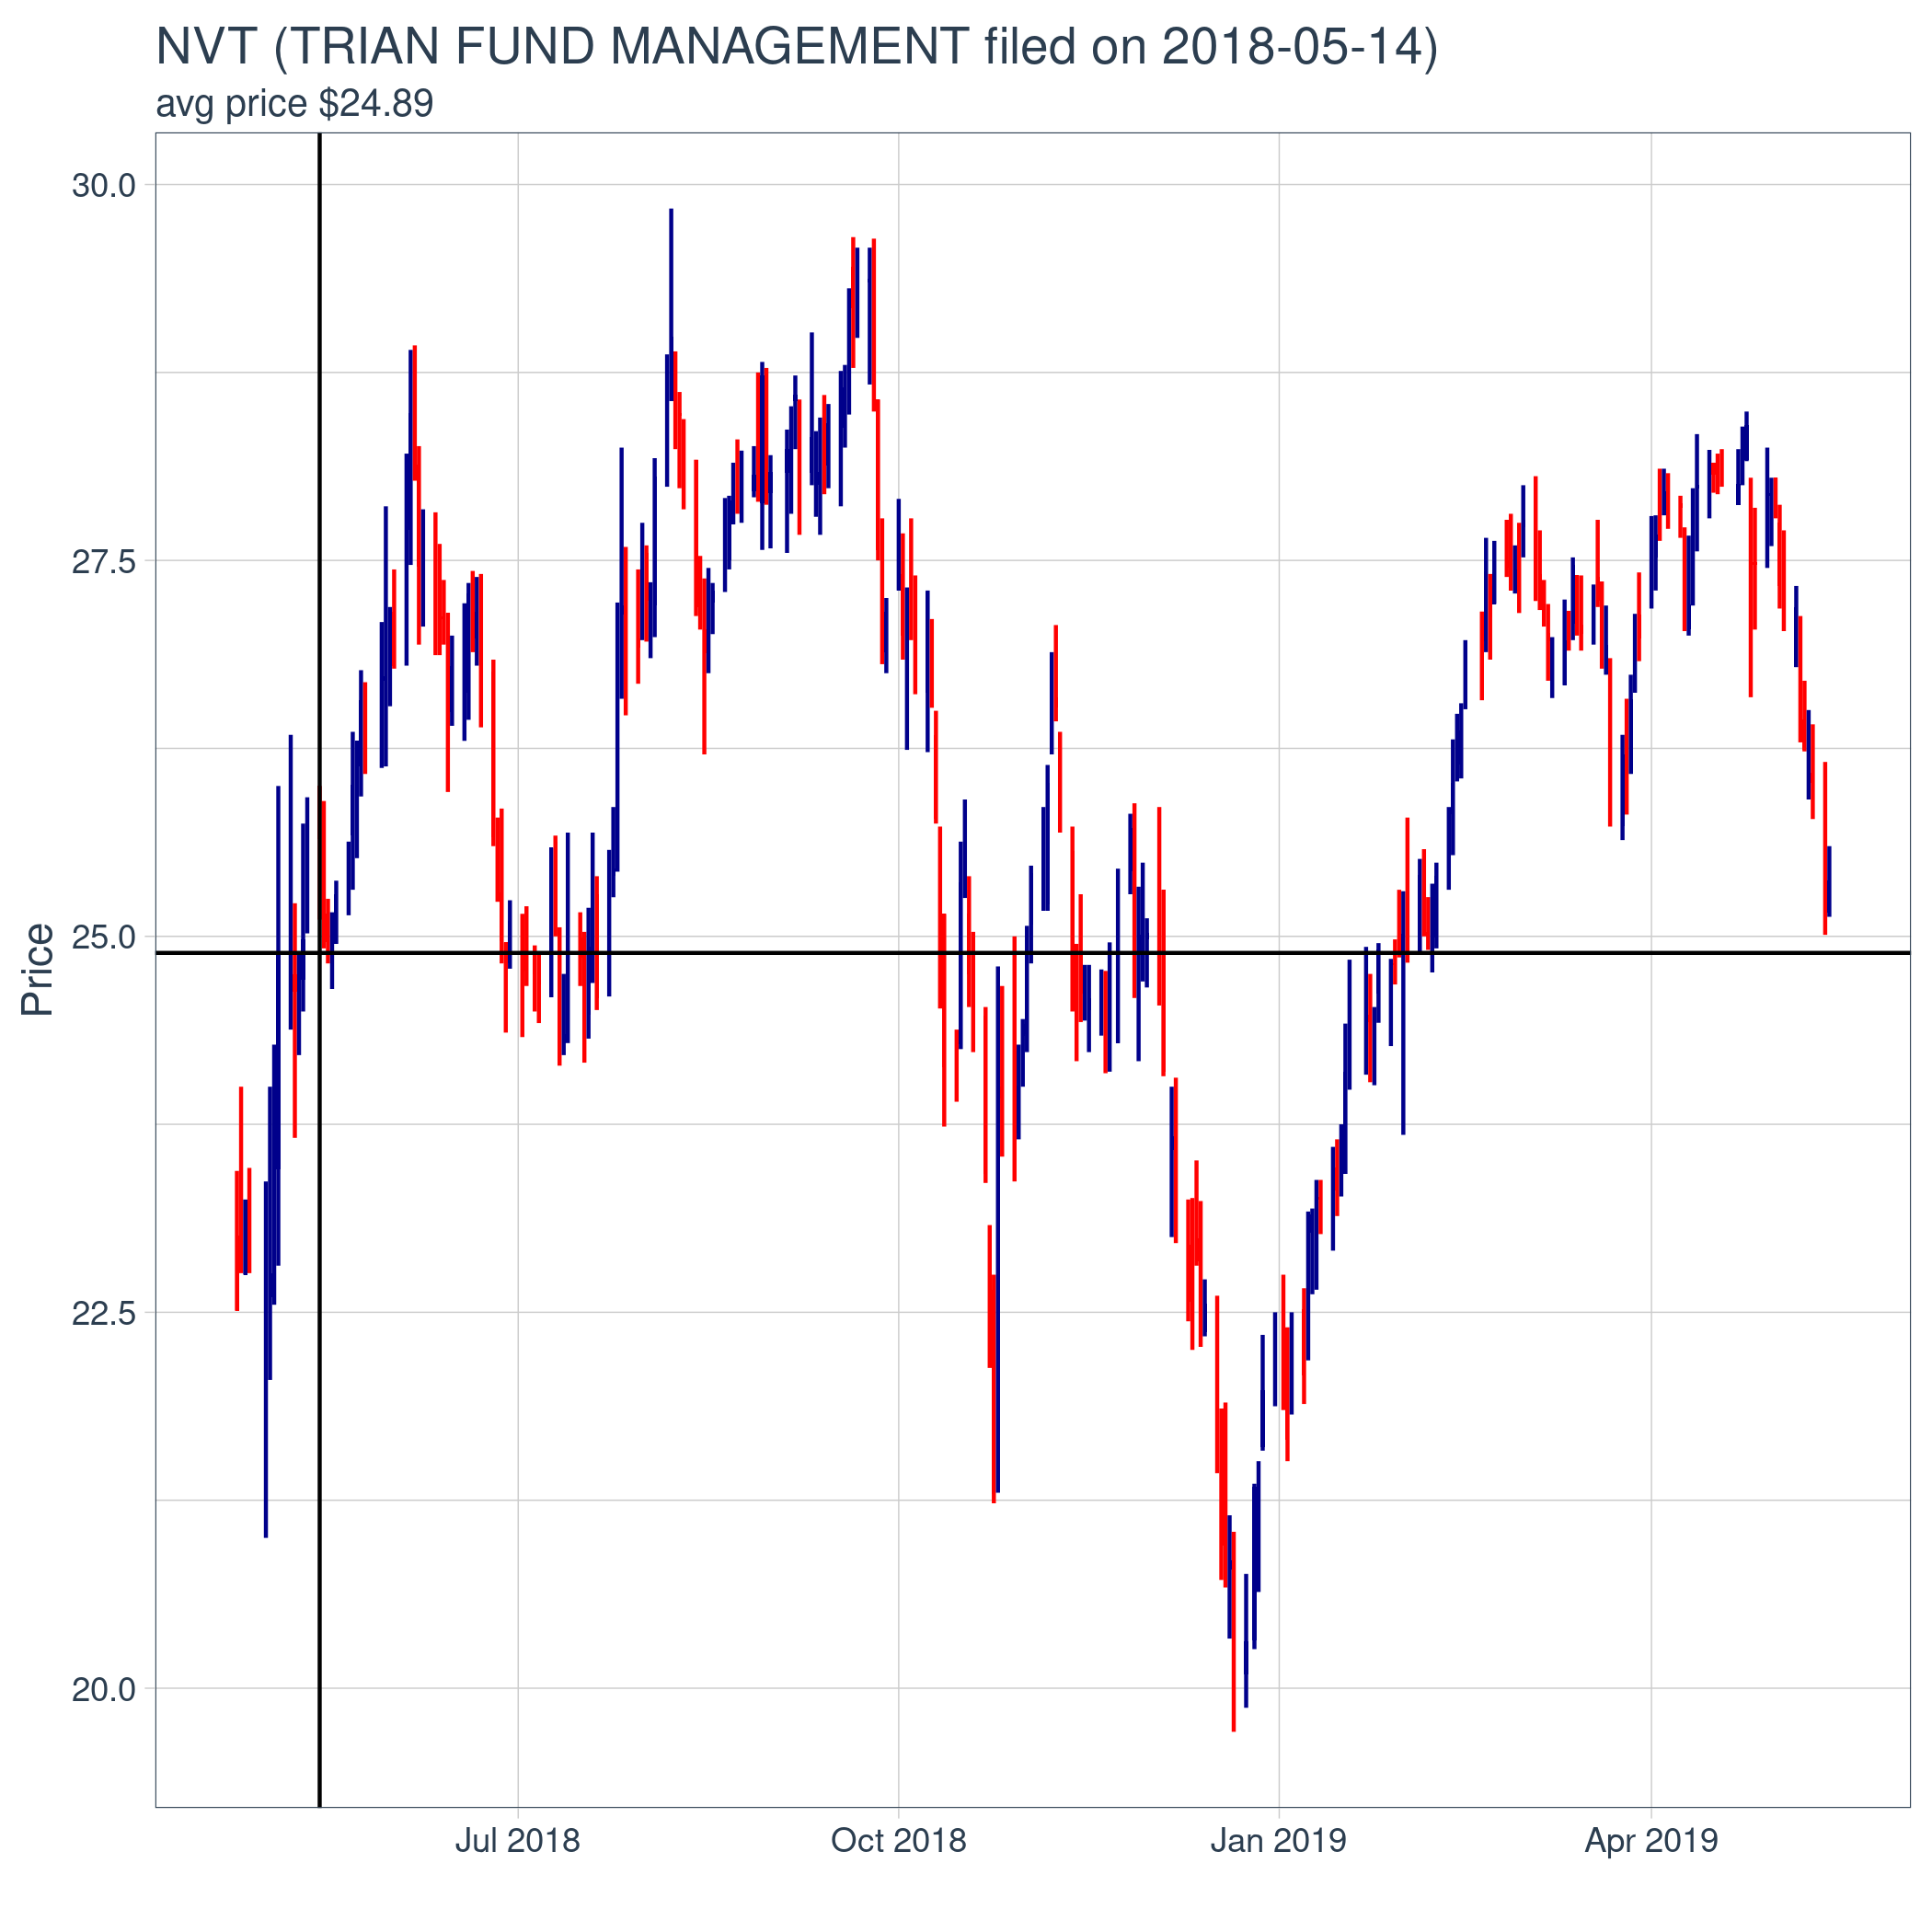 NVT (TRIAN FUND MANAGEMENT filed on 2018-05-14)
avg price $24.89
30.0
27.5
25.0
22.5
20.0
Price
Jul 2018
Oct 2018
Jan 2019
Apr 2019